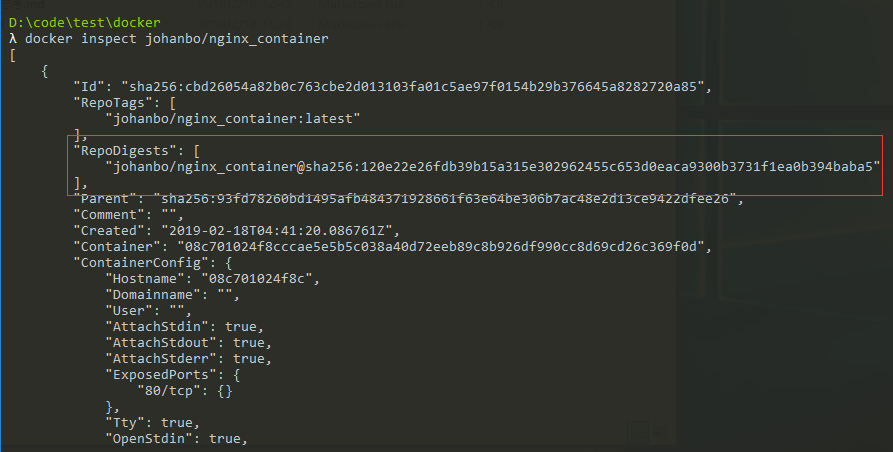 D:\code\test\docker
λ docker inspect johanbo/nginx_container
[
    {
        "Id": "sha256:cbd26054a82b0c763cbe2d013103fa01c5ae97f0154b29b376645a8282720a85",
        "RepoTags": [
            "johanbo/nginx_container:latest"
        ],
        "RepoDigests": [
            "johanbo/nginx_container@sha256:120e22e26fdb39b15a315e302962455c653d0eaca9300b3731f1ea0b394baba5"
        ],
        "Parent": "sha256:93fd78260bd1495afb484371928661f63e64be306b7ac48e2d13ce9422dfee26",
        "Comment": "",
        "Created": "2019-02-18T04:41:20.086761Z",
        "Container": "08c701024f8cccae5e5b5c038a40d72eeb89c8b926df990cc8d69cd26c369f0d",
        "ContainerConfig": {
            "Hostname": "08c701024f8c",
            "Domainname": "",
            "User": "",
            "AttachStdin": true,
            "AttachStdout": true,
            "AttachStderr": true,
            "ExposedPorts": {
                "80/tcp": {}
            },
            "Tty": true,
            "OpenStdin": true,